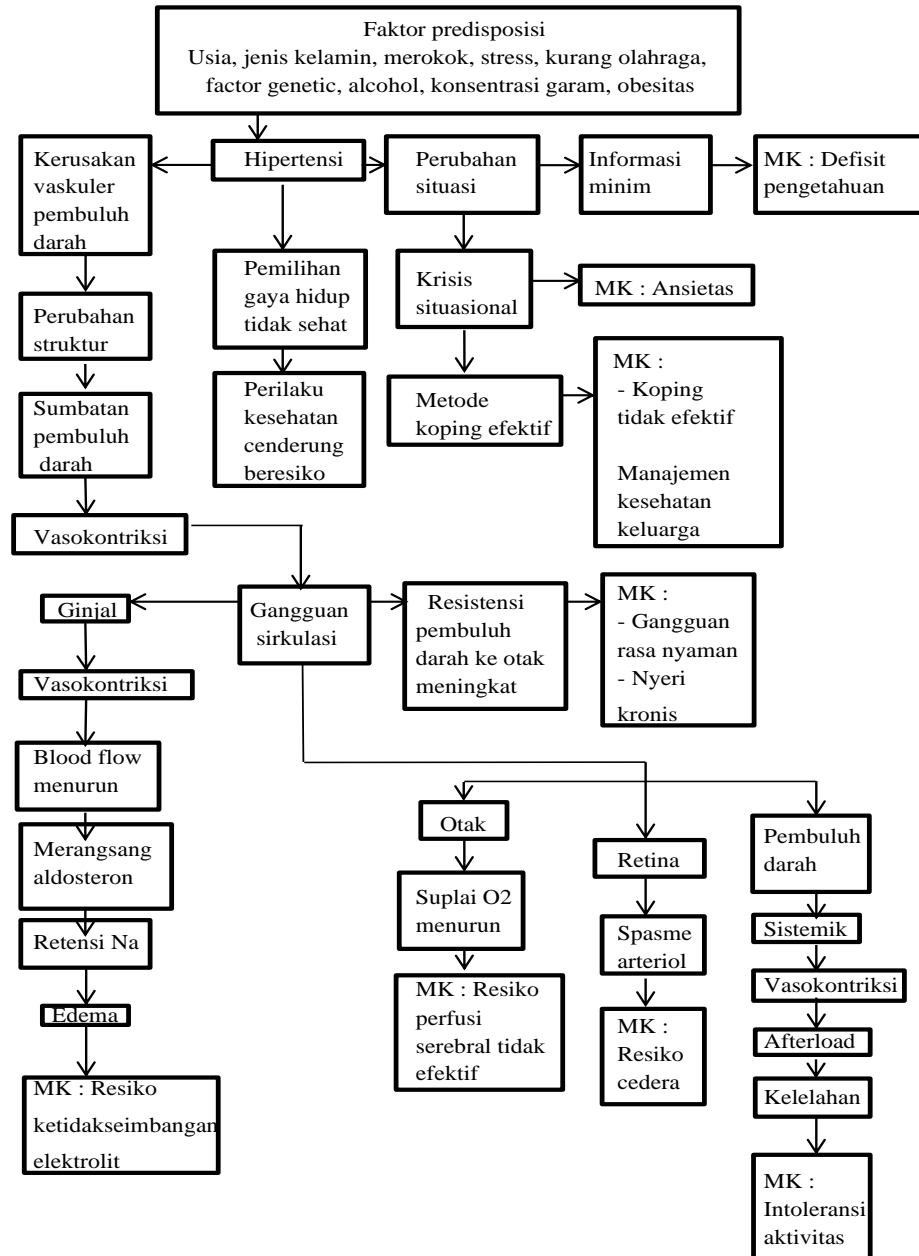 Faktor predisposisi
Usia, jenis kelamin, merokok, stress, kurang olahraga,
factor genetic, alcohol, konsentrasi garam, obesitas
Kerusakan
vaskuler
pembuluh
darah
Hipertensi
Perubahan
situasi
Informasi
minim
MK : Defisit
pengetahuan
Pemilihan
gaya hidup
tidak sehat
Krisis
situasional
MK : Ansietas
Perubahan
struktur
Perilaku
kesehatan
cenderung
beresiko
Metode
koping efektif
MK :
- Koping
tidak efektif
Manajemen
kesehatan
keluarga
Sumbatan
pembuluh
darah
Vasokontriksi
Ginjal
Gangguan
sirkulasi
Resistensi
pembuluh
darah ke otak
meningkat
MK :
- Gangguan
rasa nyaman
- Nyeri
kronis
Vasokontriksi
Blood flow
menurun
Merangsang
aldosteron
Retensi Na
Edema
MK : Resiko
ketidakseimbangan
elektrolit
Otak
Suplai O2
menurun
MK : Resiko
perfusi
serebral tidak
efektif
Retina
Spasme
arteriol
MK :
Resiko
cedera
Pembuluh
darah
Sistemik
Vasokontriksi
Afterload
Kelelahan
MK :
Intoleransi
aktivitas